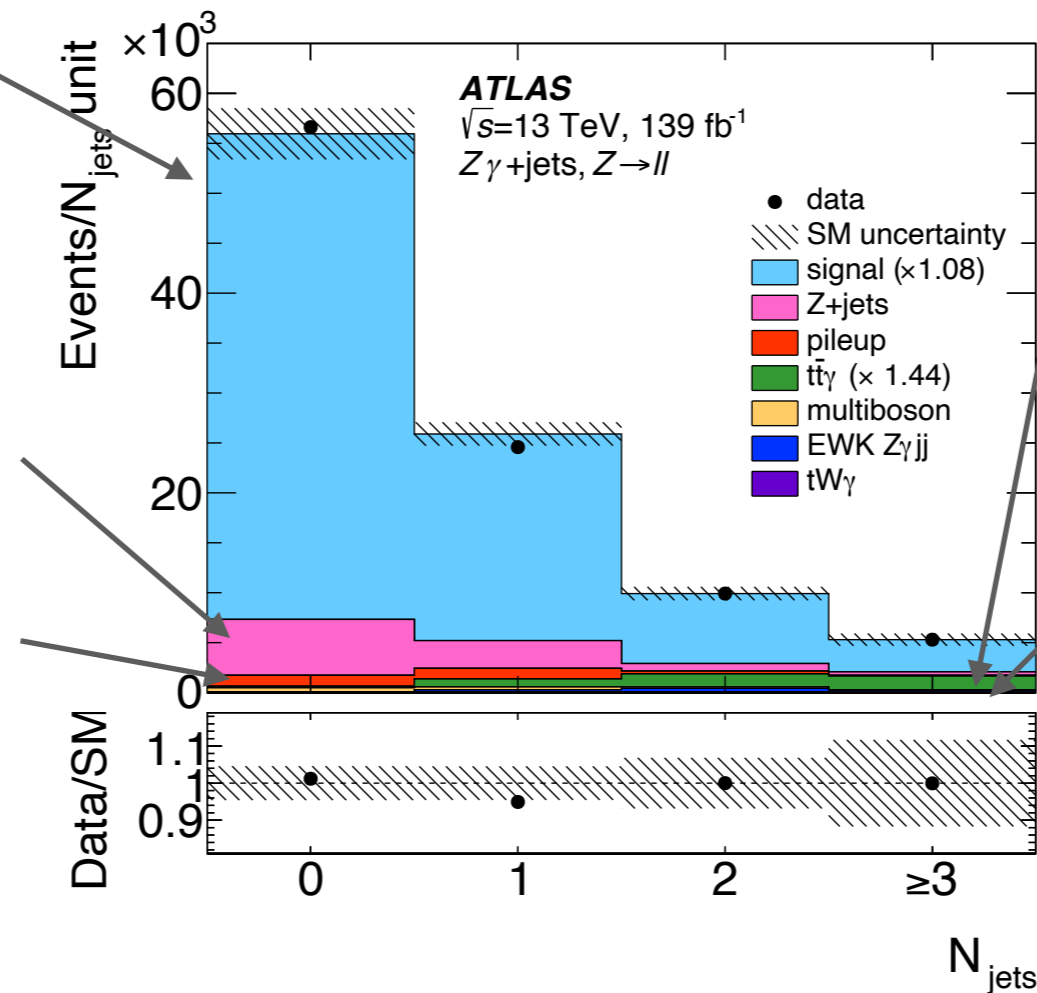 ×10³
Events/N_jets unit
60
40
20
0
ATLAS
√s=13 TeV, 139 fb⁻¹
Zγ+jets, Z→ll
data
SM uncertainty
signal (×1.08)
Z+jets
pileup
tt̄γ (× 1.44)
multiboson
EWK Zγjj
tWγ
Data/SM
1.1
1
0.9
0 1 2 ≥3
N_jets